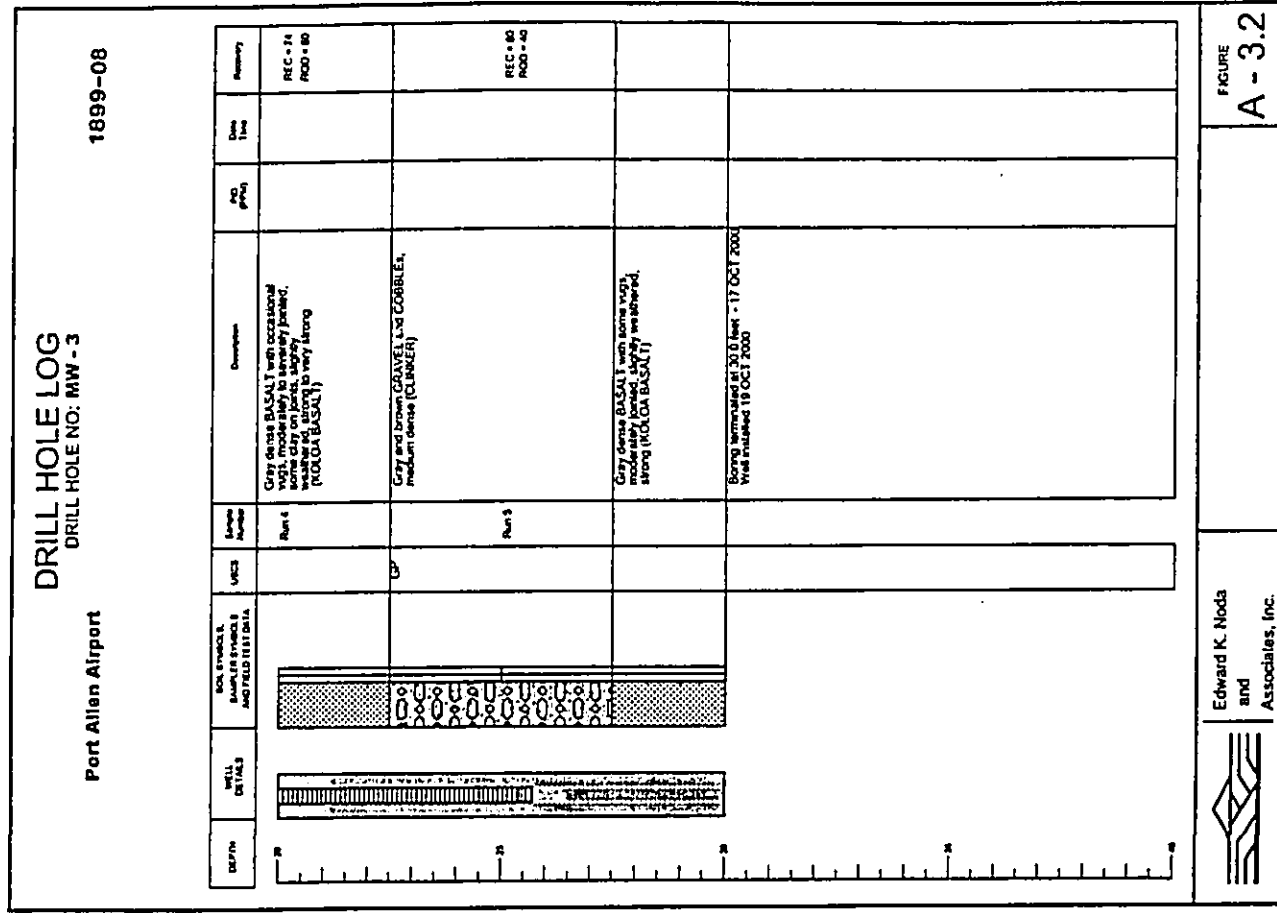 DRILL HOLE LOG
DRILL HOLE NO: MW - 3
Port Allen Airport
1899-08
DEPTH
WELL
DETAILS
SOIL SYMBOLS,
SAMPLER SYMBOLS
AND FIELD TEST DATA
USCS
Sample
Number
Description
PID
(PPM)
Date
Time
Recovery
20
25
30
35
40
Run 4
Gray dense BASALT with occasional
vugs, moderately to severely jointed,
some clay on joints, slightly
weathered, strong to very strong
(KOLOA BASALT)
REC = 74
RQD = 60
GP
Gray and brown GRAVEL and COBBLES,
medium dense (CLINKER)
Run 5
REC = 80
RQD = 40
Gray dense BASALT with some vugs,
moderately jointed, slightly weathered,
strong (KOLOA BASALT)
Boring terminated at 30.0 feet - 17 OCT 2000
Well installed 19 OCT 2000
Edward K. Noda
and
Associates, Inc.
FIGURE
A - 3.2